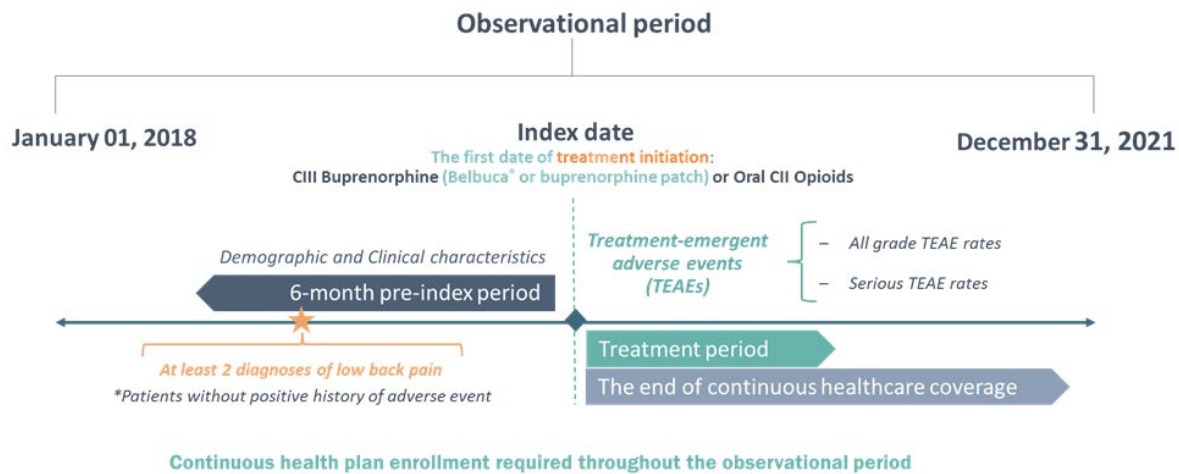 Observational period
January 01, 2018
Index date
December 31, 2021
The first date of treatment initiation:
CIII Buprenorphine (Belbuca® or buprenorphine patch) or Oral CII Opioids
Demographic and Clinical characteristics
6-month pre-index period
Treatment-emergent
adverse events
(TEAEs)
– All grade TEAE rates
– Serious TEAE rates
At least 2 diagnoses of low back pain
*Patients without positive history of adverse event
Treatment period
The end of continuous healthcare coverage
Continuous health plan enrollment required throughout the observational period